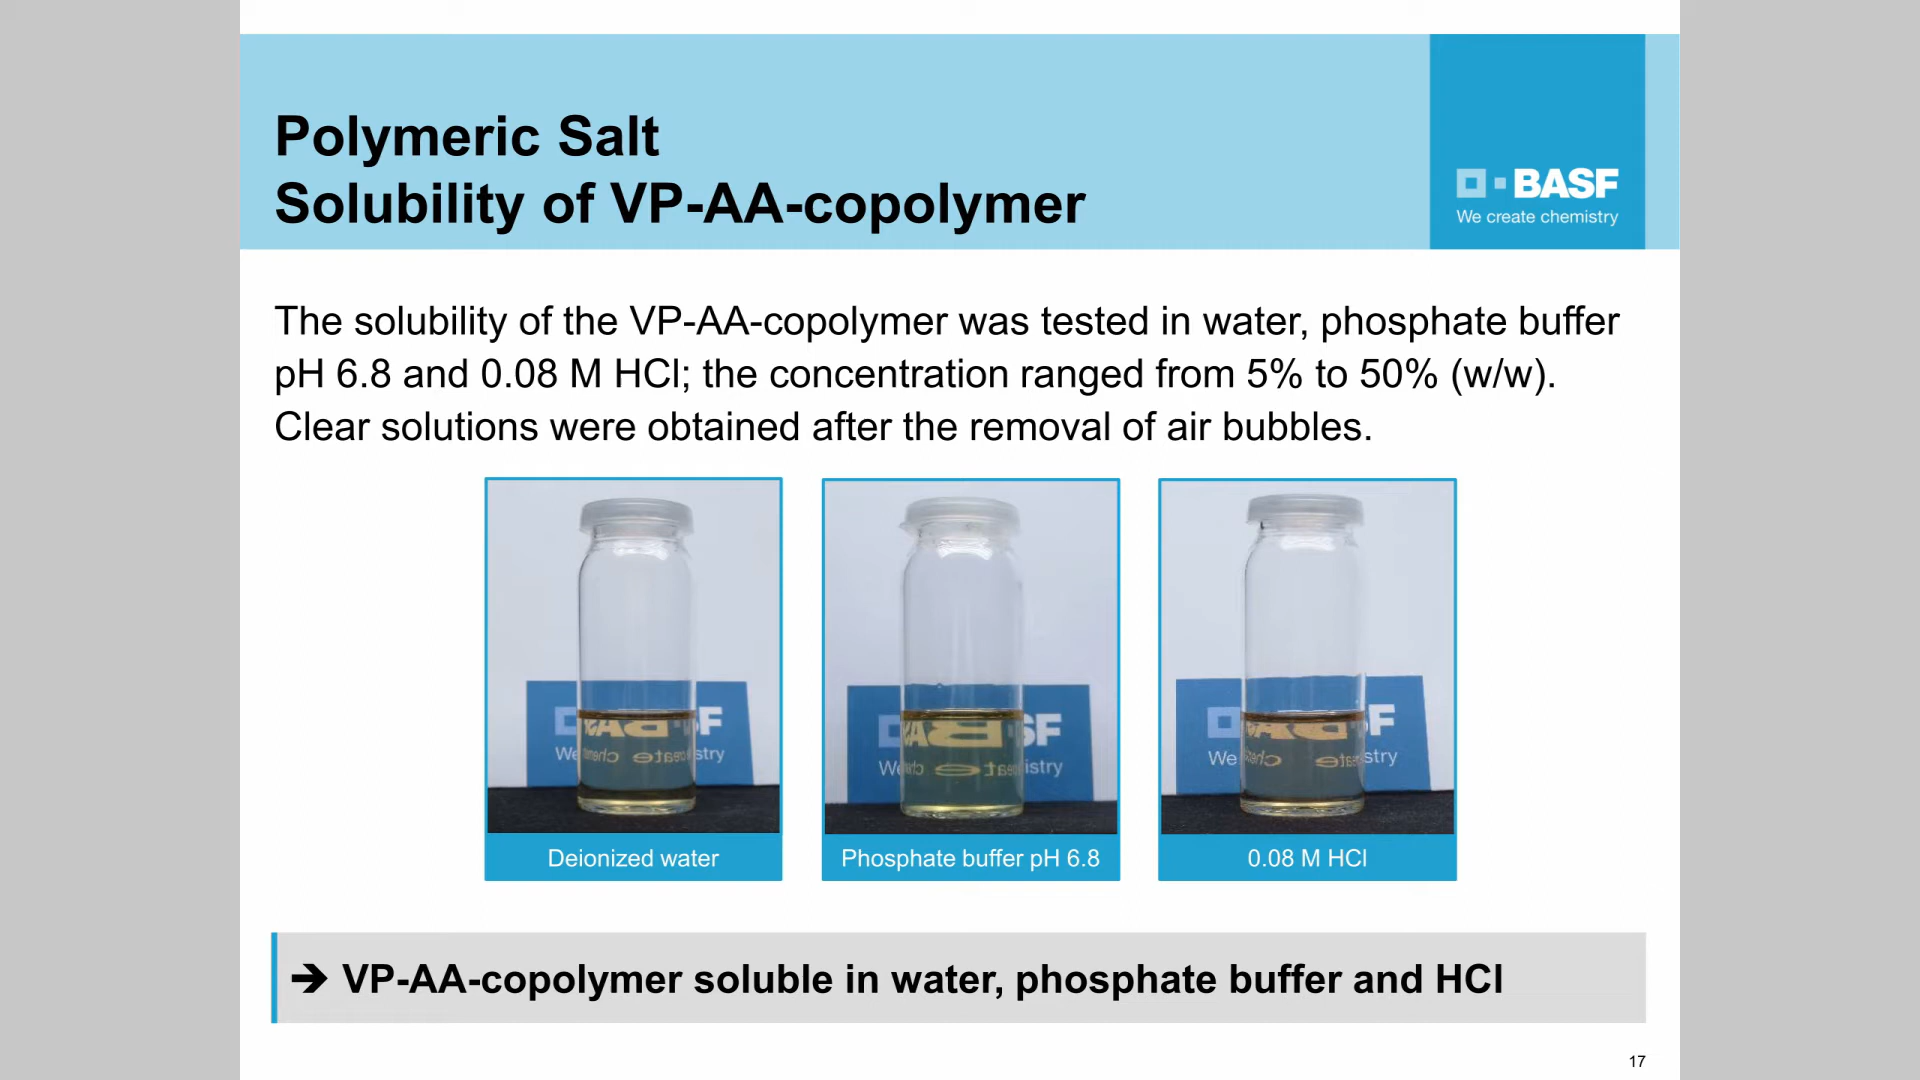 Polymeric Salt
Solubility of VP-AA-copolymer
BASF
We create chemistry
The solubility of the VP-AA-copolymer was tested in water, phosphate buffer
pH 6.8 and 0.08 M HCl; the concentration ranged from 5% to 50% (w/w).
Clear solutions were obtained after the removal of air bubbles.
Deionized water
Phosphate buffer pH 6.8
0.08 M HCl
➔ VP-AA-copolymer soluble in water, phosphate buffer and HCl
17